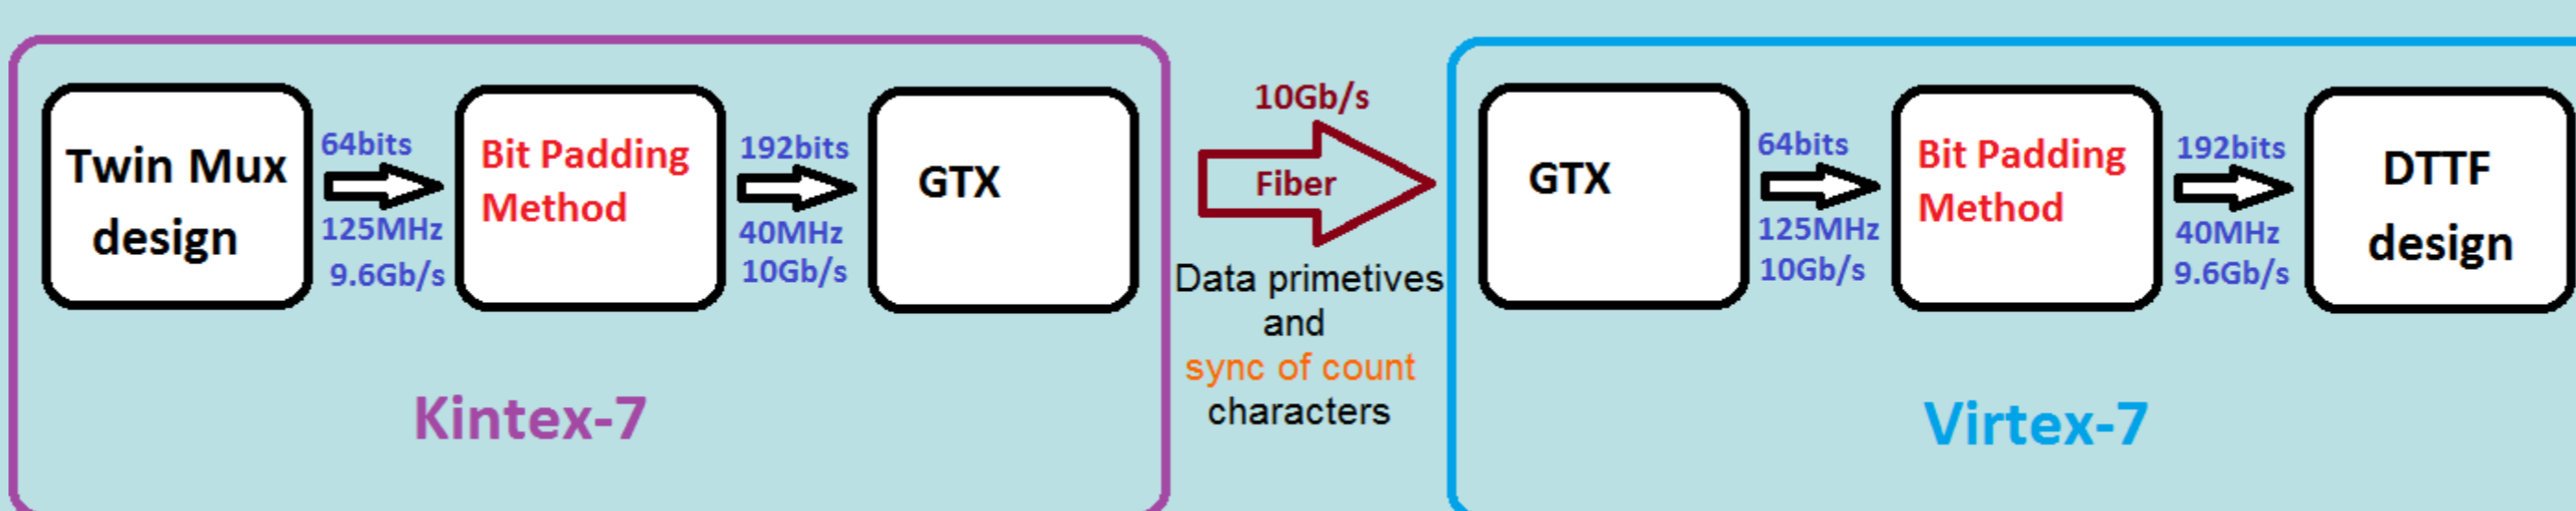 Twin Mux
design
64bits
125MHz
9.6Gb/s
Bit Padding
Method
192bits
40MHz
10Gb/s
GTX
Kintex-7
10Gb/s
Fiber
Data primetives
and
sync of count
characters
GTX
64bits
125MHz
10Gb/s
Bit Padding
Method
192bits
40MHz
9.6Gb/s
DTTF
design
Virtex-7